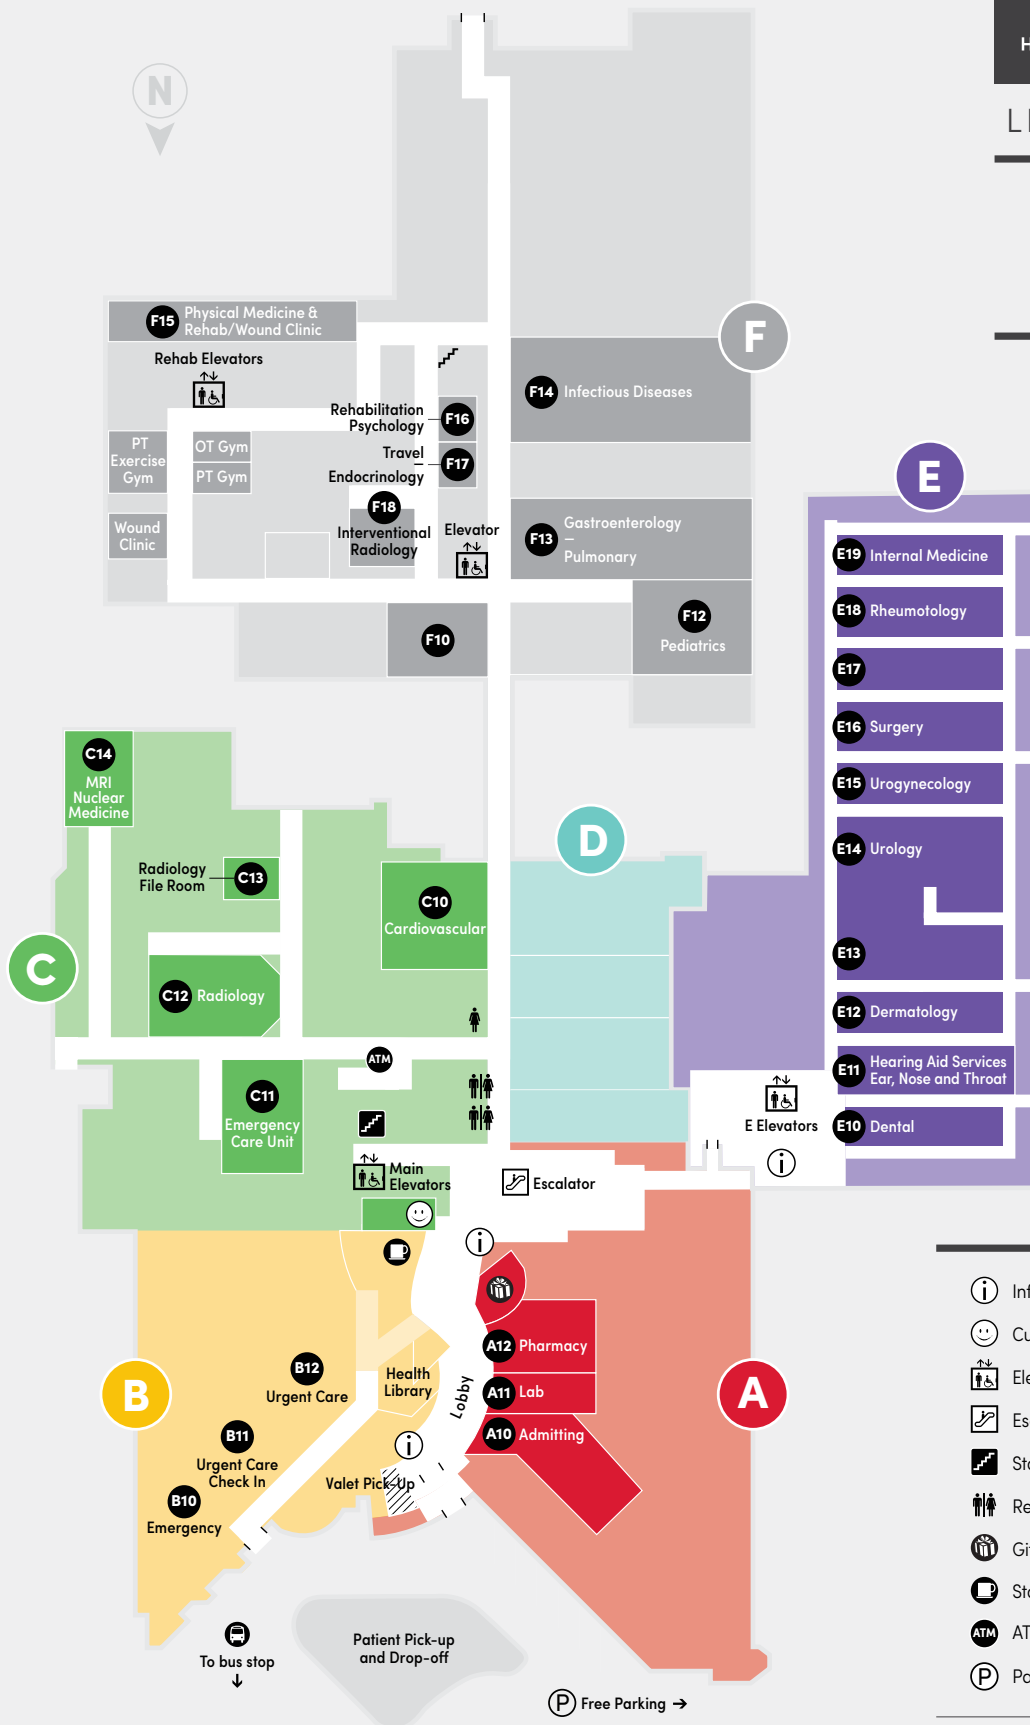 N
H
F15
Physical Medicine &
Rehab/Wound Clinic
F
Rehab Elevators
F14 Infectious Diseases
Rehabilitation
Psychology
F16
PT
Exercise
Gym
OT Gym
PT Gym
Travel
–
Endocrinology
F17
E
F18
Interventional
Radiology
Elevator
F13
Gastroenterology
–
Pulmonary
Wound
Clinic
E19 Internal Medicine
E18 Rheumotology
F12
Pediatrics
F10
E17
E16 Surgery
E15 Urogynecology
C14
MRI
Nuclear
Medicine
D
E14 Urology
Radiology
File Room
C13
C10
Cardiovascular
E13
C
C12 Radiology
E12 Dermatology
ATM
E11
Hearing Aid Services
Ear, Nose and Throat
C11
Emergency
Care Unit
E Elevators
E10 Dental
i
Main
Elevators
Escalator
i
A12 Pharmacy
B12
Urgent Care
Health
Library
Lobby
A11 Lab
B
A
A10 Admitting
B11
Urgent Care
Check In
i
Valet Pick-Up
B10
Emergency
To bus stop
Patient Pick-up
and Drop-off
P Free Parking
i
ATM
P